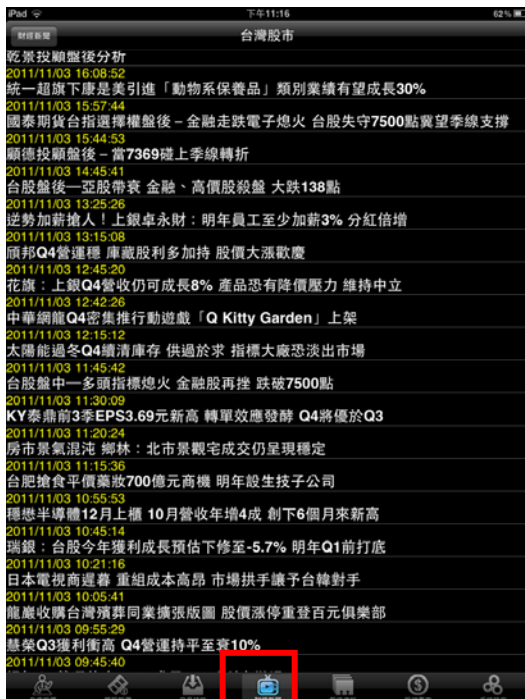 iPad 下午11:16 62%
財經新聞 台灣股市
乾景投顧盤後分析
2011/11/03 16:08:52
統一超旗下康是美引進「動物系保養品」類別業績有望成長30%
2011/11/03 15:57:44
國泰期貨台指選擇權盤後－金融走跌電子熄火 台股失守7500點冀望季線支撐
2011/11/03 15:44:53
顧德投顧盤後－當7369碰上季線轉折
2011/11/03 14:45:41
台股盤後—亞股帶衰 金融、高價股殺盤 大跌138點
2011/11/03 13:25:26
逆勢加薪搶人！上銀卓永財：明年員工至少加薪3% 分紅倍增
2011/11/03 13:15:08
頎邦Q4營運穩 庫藏股利多加持 股價大漲歡慶
2011/11/03 12:45:20
花旗：上銀Q4營收仍可成長8% 產品恐有降價壓力 維持中立
2011/11/03 12:42:26
中華網龍Q4密集推行動遊戲「Q Kitty Garden」上架
2011/11/03 12:15:12
太陽能過冬Q4續清庫存 供過於求 指標大廠恐淡出市場
2011/11/03 11:45:42
台股盤中—多頭指標熄火 金融股再挫 跌破7500點
2011/11/03 11:30:09
KY泰鼎前3季EPS3.69元新高 轉單效應發酵 Q4將優於Q3
2011/11/03 11:20:24
房市景氣混沌 鄉林：北市景觀宅成交仍呈現穩定
2011/11/03 11:15:36
台肥搶食平價藥妝700億元商機 明年設生技子公司
2011/11/03 10:55:53
穩懋半導體12月上櫃 10月營收年增4成 創下6個月來新高
2011/11/03 10:45:14
瑞銀：台股今年獲利成長預估下修至-5.7% 明年Q1前打底
2011/11/03 10:21:16
日本電視商遲暮 重組成本高昂 市場拱手讓予台韓對手
2011/11/03 10:05:41
龍巖收購台灣殯葬同業擴張版圖 股價漲停重登百元俱樂部
2011/11/03 09:55:29
慧榮Q3獲利衝高 Q4營運持平至衰10%
2011/11/03 09:45:40